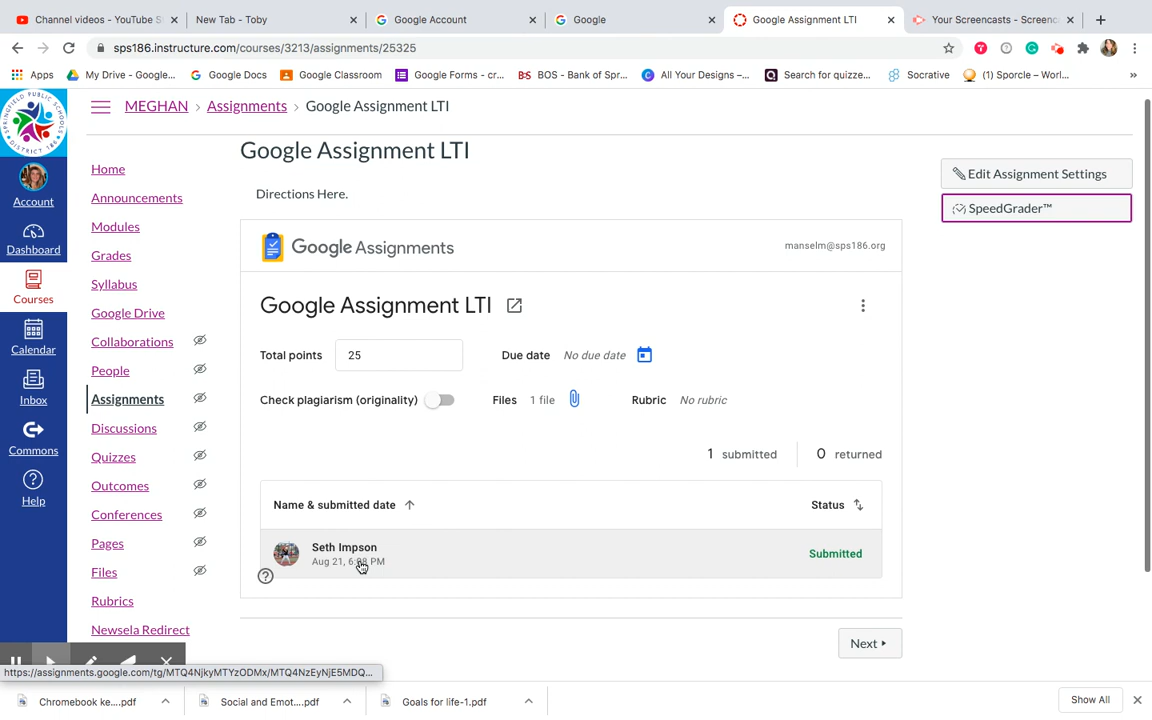 Channel videos - YouTube S
New Tab - Toby
Google Account
Google
Google Assignment LTI
Your Screencasts - Screenc
sps186.instructure.com/courses/3213/assignments/25325
Apps
My Drive - Google...
Google Docs
Google Classroom
Google Forms - cr...
BOS - Bank of Spr...
All Your Designs –...
Search for quizze...
Socrative
(1) Sporcle – Worl...
»
SPRINGFIELD PUBLIC SCHOOLS
DISTRICT 186
MEGHAN › Assignments › Google Assignment LTI
Account
Dashboard
Courses
Calendar
Inbox
Commons
Help
Home
Announcements
Modules
Grades
Syllabus
Google Drive
Collaborations
People
Assignments
Discussions
Quizzes
Outcomes
Conferences
Pages
Files
Rubrics
Newsela Redirect
Google Assignment LTI
Directions Here.
Google Assignments
manselm@sps186.org
Google Assignment LTI
Total points 25 Due date No due date
Check plagiarism (originality) Files 1 file Rubric No rubric
1 submitted 0 returned
Name & submitted date Status
Seth Impson
Aug 21, PM
Submitted
Next
Edit Assignment Settings
SpeedGrader™
https://assignments.google.com/tg/MTQ4NjkyMTYzODMx/MTQ4NzEyNjE5MDQ...
Chromebook ke....pdf
Social and Emot....pdf
Goals for life-1.pdf
Show All